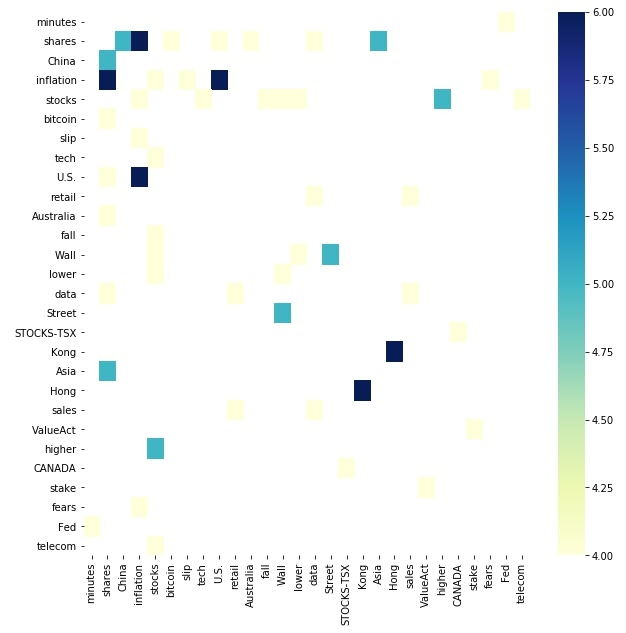 minutes
shares
China
inflation
stocks
bitcoin
slip
tech
U.S.
retail
Australia
fall
Wall
lower
data
Street
STOCKS-TSX
Kong
Asia
Hong
sales
ValueAct
higher
CANADA
stake
fears
Fed
telecom
minutes
shares
China
inflation
stocks
bitcoin
slip
tech
U.S.
retail
Australia
fall
Wall
lower
data
Street
STOCKS-TSX
Kong
Asia
Hong
sales
ValueAct
higher
CANADA
stake
fears
Fed
telecom
6.00
5.75
5.50
5.25
5.00
4.75
4.50
4.25
4.00